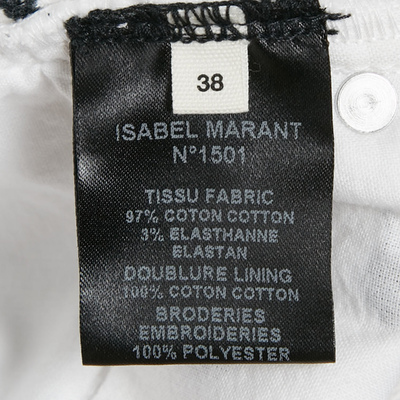 38
ISABEL MARANT
N°1501
TISSU FABRIC
97% COTON COTTON
3% ELASTHANNE
ELASTAN
DOUBLURE LINING
100% COTON COTTON
BRODERIES
EMBROIDERIES
100% POLYESTER